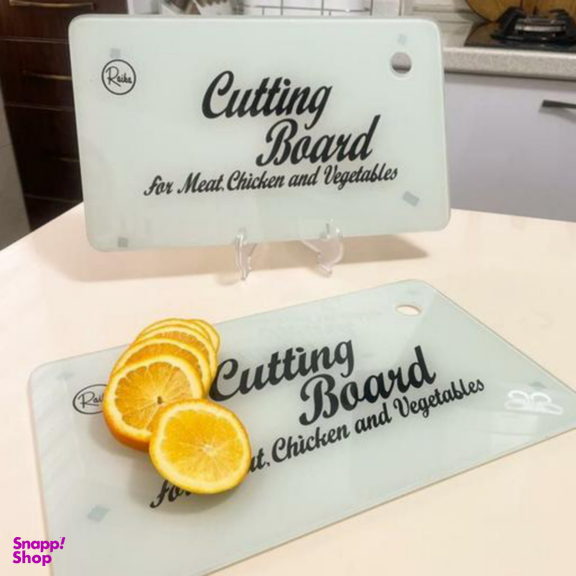 Raika
Cutting
Board
for Meat.Chicken and Vegetables
Cutting
Board
Chicken and Vegetables
Snapp!
Shop